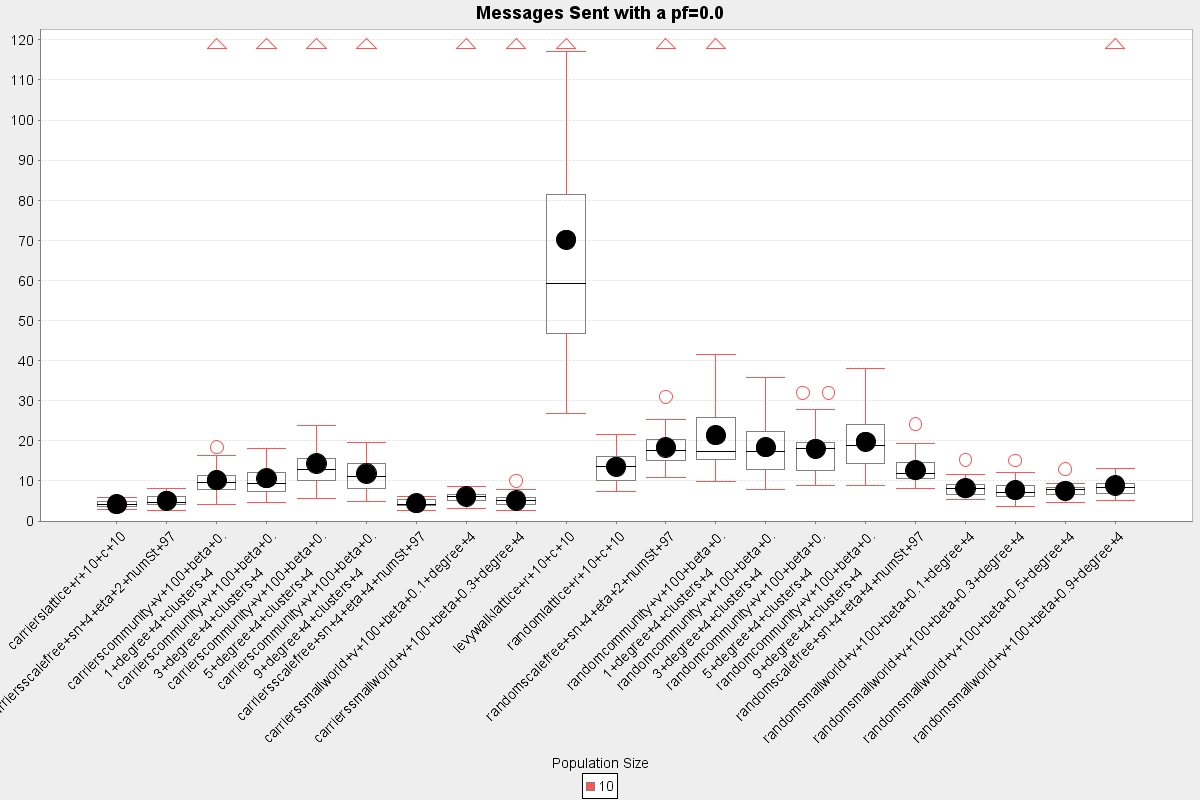 Messages Sent with a pf=0.0
120
110
100
90
80
70
60
50
40
30
20
10
0
carrierslattice+r+10+c+10
rriersscalefree+sn+4+eta+2+numSt+97
carrierscommunity+v+100+beta+0.
1+degree+4+clusters+4
carrierscommunity+v+100+beta+0.
3+degree+4+clusters+4
carrierscommunity+v+100+beta+0.
5+degree+4+clusters+4
carrierscommunity+v+100+beta+0.
9+degree+4+clusters+4
carriersscalefree+sn+4+eta+4+numSt+97
carrierssmallworld+v+100+beta+0.1+degree+4
carrierssmallworld+v+100+beta+0.3+degree+4
levywalklattice+r+10+c+10
randomlattice+r+10+c+10
randomscalefree+sn+4+eta+2+numSt+97
randomcommunity+v+100+beta+0.
1+degree+4+clusters+4
randomcommunity+v+100+beta+0.
3+degree+4+clusters+4
randomcommunity+v+100+beta+0.
5+degree+4+clusters+4
randomcommunity+v+100+beta+0.
9+degree+4+clusters+4
randomscalefree+sn+4+eta+4+numSt+97
randomsmallworld+v+100+beta+0.1+degree+4
randomsmallworld+v+100+beta+0.3+degree+4
randomsmallworld+v+100+beta+0.5+degree+4
randomsmallworld+v+100+beta+0.9+degree+4
Population Size
10